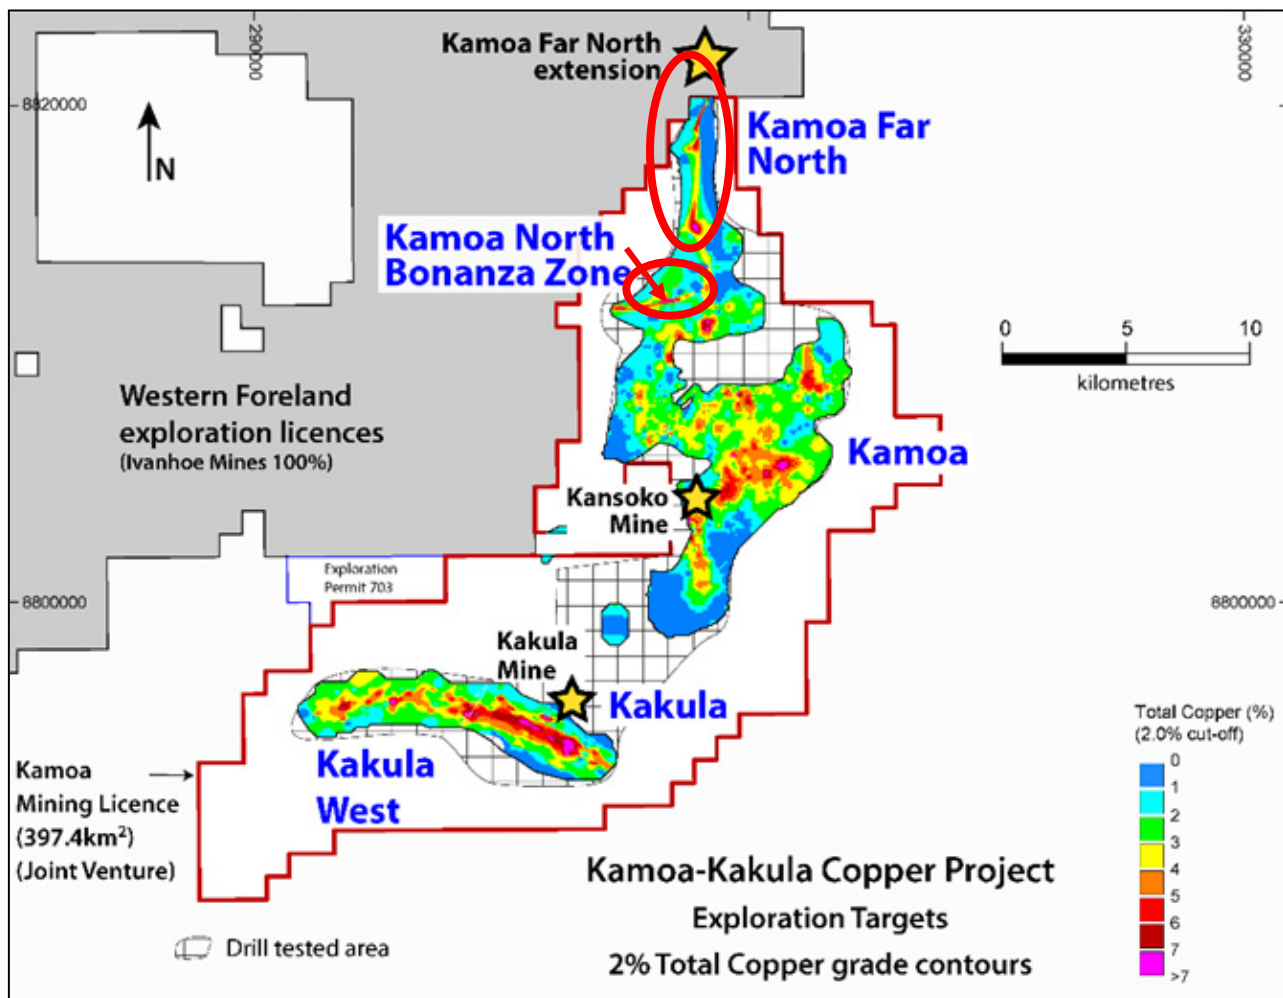 Kamoa Far North
extension
290000
330000
8820000
N
Kamoa Far
North
Kamoa North
Bonanza Zone
0 5 10
kilometres
Western Foreland
exploration licences
(Ivanhoe Mines 100%)
Kamoa
Kansoko
Mine
Exploration
Permit 703
8800000
8800000
Kakula
Mine
Kakula
Kakula
West
Kamoa
Mining Licence
(397.4km²)
(Joint Venture)
Total Copper (%)
(2.0% cut-off)
0
1
2
3
4
5
6
7
>7
Kamoa-Kakula Copper Project
Exploration Targets
2% Total Copper grade contours
Drill tested area